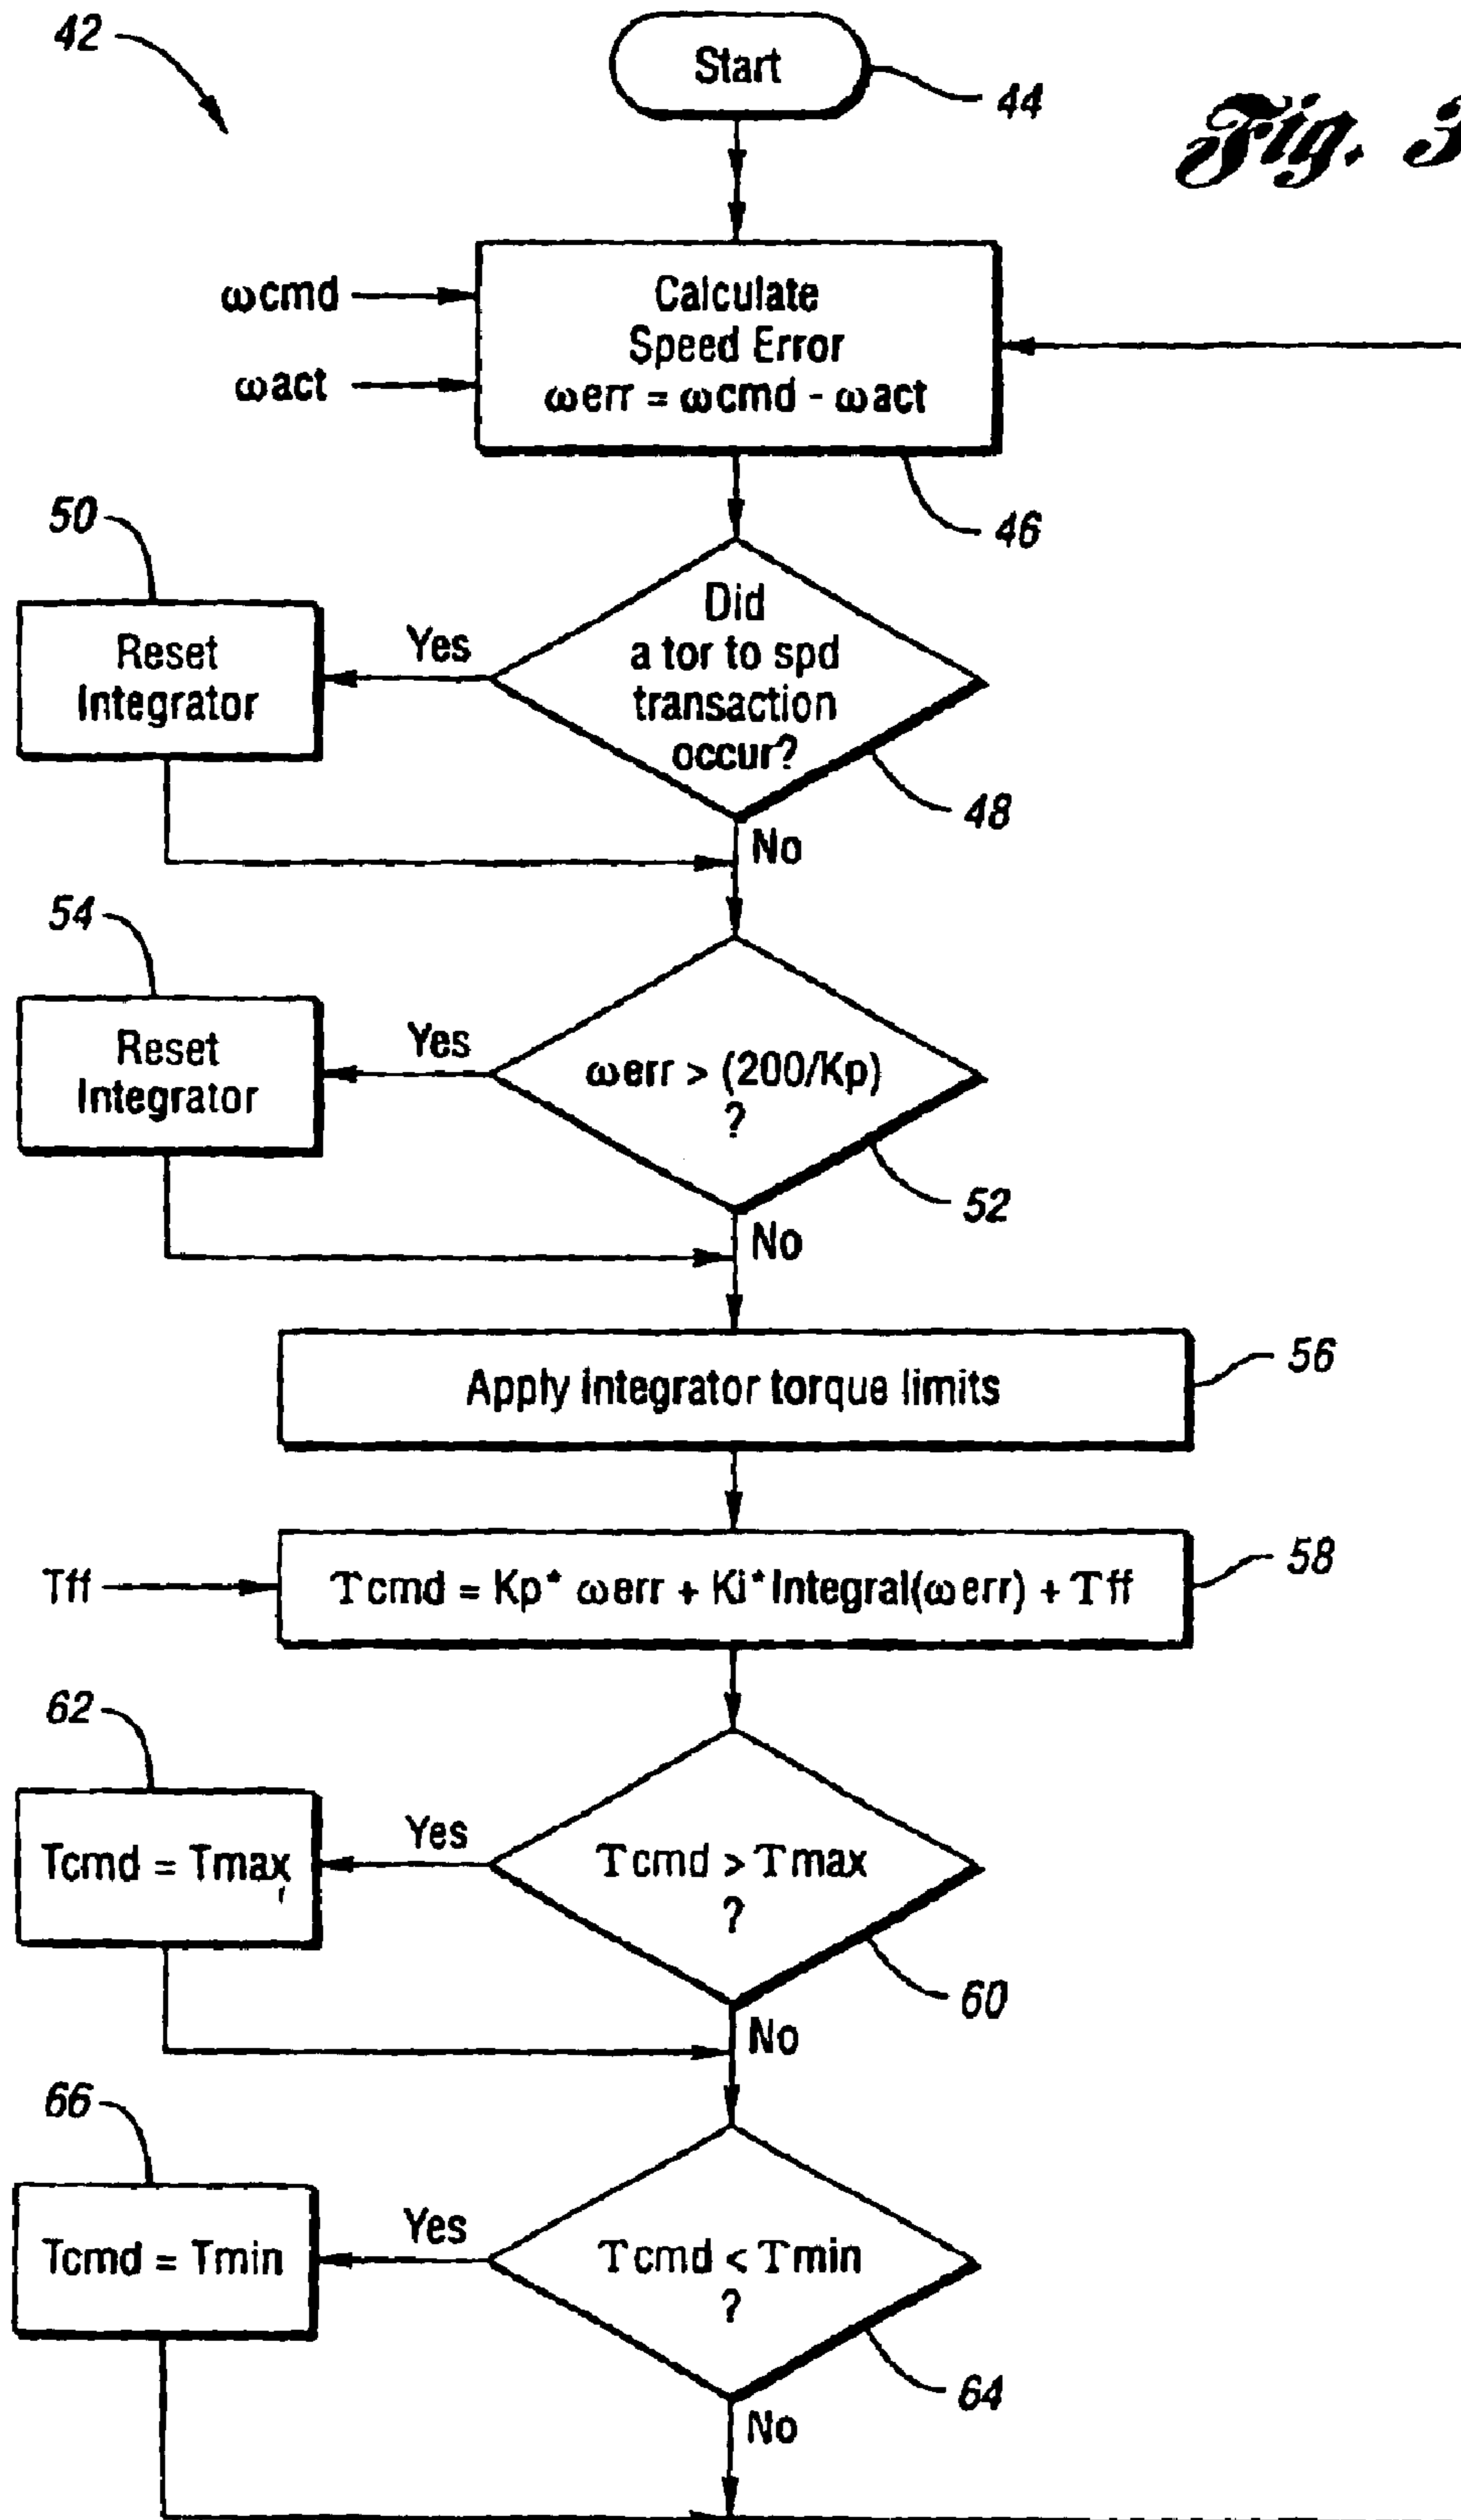 42
Start
44
Fig. 3
ωcmd
ωact
Calculate
Speed Error
ωerr = ωcmd - ωact
46
50
Reset
Integrator
Yes
Did
a tor to spd
transaction
occur?
48
No
54
Reset
Integrator
Yes
ωerr > (200/Kp)
?
52
No
Apply integrator torque limits
56
Tff
Tcmd = Kp* ωerr + Ki*Integral(ωerr) + Tff
58
62
Tcmd = Tmax
Yes
Tcmd > Tmax
?
60
No
66
Tcmd = Tmin
Yes
Tcmd < Tmin
?
64
No